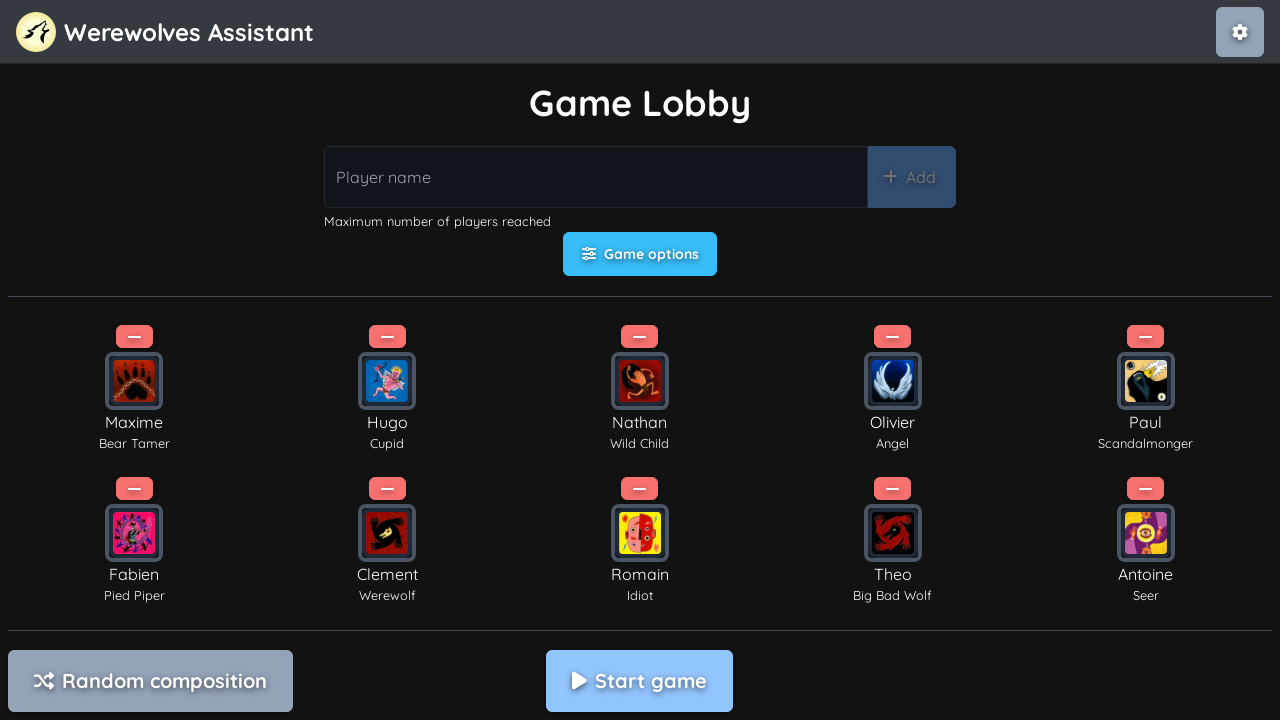 Werewolves Assistant
Game Lobby
Player name
Add
Maximum number of players reached
Game options
Maxime
Bear Tamer
Hugo
Cupid
Nathan
Wild Child
Olivier
Angel
Paul
Scandalmonger
Fabien
Pied Piper
Clement
Werewolf
Romain
Idiot
Theo
Big Bad Wolf
Antoine
Seer
Random composition
Start game